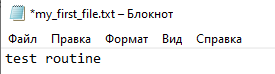 *my_first_file.txt – Блокнот
Файл Правка Формат Вид Справка
test routine